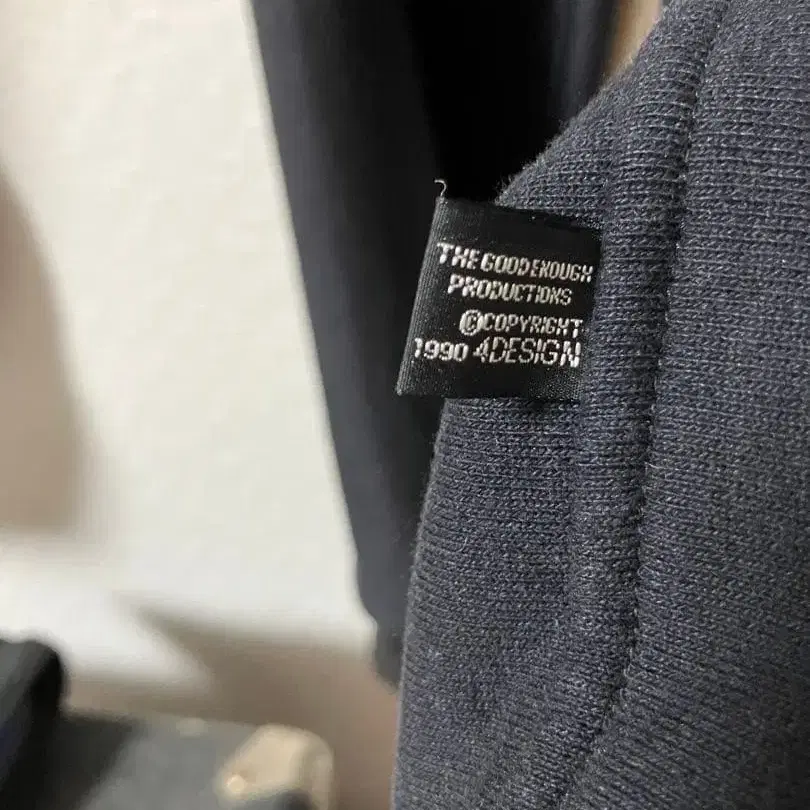 THE GOODENOUGH
PRODUCTIONS
©COPYRIGHT
1990 4DESIGN